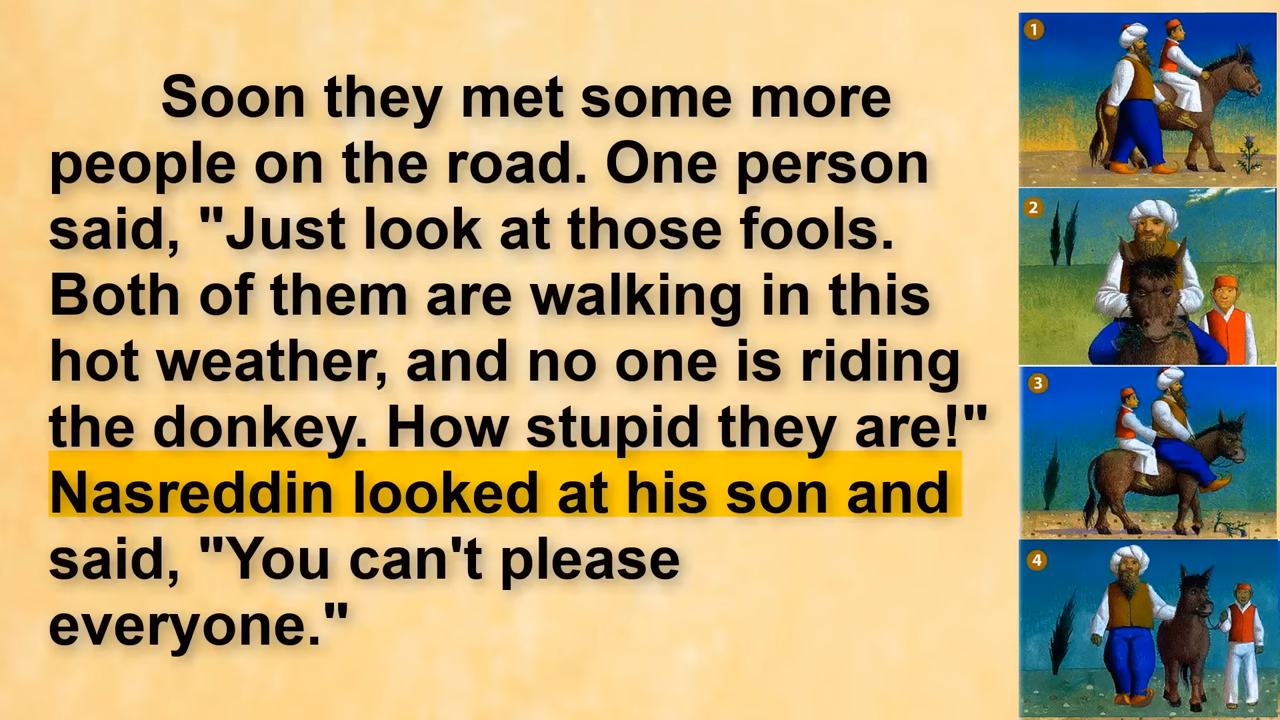 Soon they met some more
people on the road. One person
said, "Just look at those fools.
Both of them are walking in this
hot weather, and no one is riding
the donkey. How stupid they are!"
Nasreddin looked at his son and
said, "You can't please
everyone."
1
2
3
4